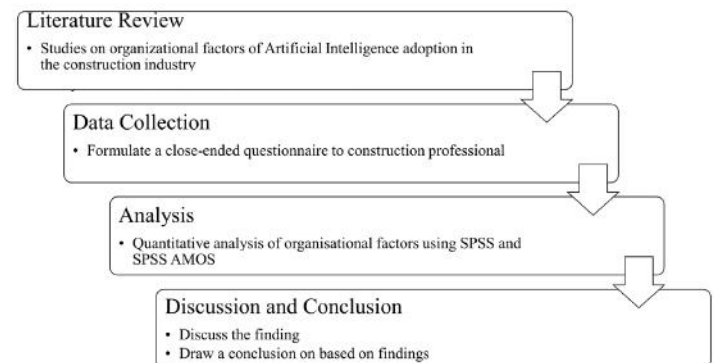 Literature Review
• Studies on organizational factors of Artificial Intelligence adoption in
the construction industry
Data Collection
• Formulate a close-ended questionnaire to construction professional
Analysis
• Quantitative analysis of organisational factors using SPSS and
SPSS AMOS
Discussion and Conclusion
• Discuss the finding
• Draw a conclusion on based on findings